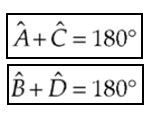 Â + Ĉ = 180°
B̂ + D̂ = 180°